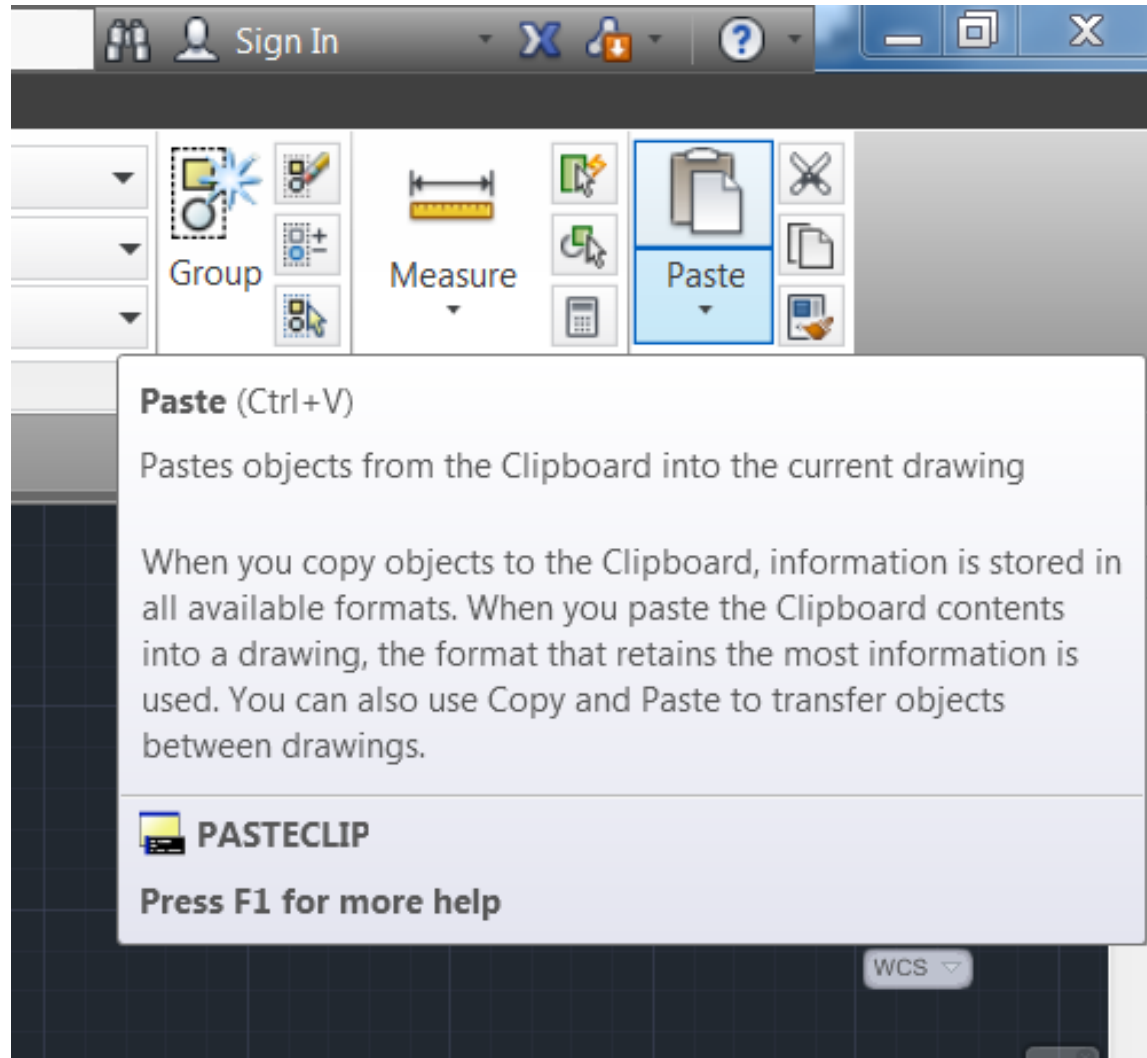 Sign In
Group
Measure
Paste
Paste (Ctrl+V)
Pastes objects from the Clipboard into the current drawing
When you copy objects to the Clipboard, information is stored in
all available formats. When you paste the Clipboard contents
into a drawing, the format that retains the most information is
used. You can also use Copy and Paste to transfer objects
between drawings.
PASTECLIP
Press F1 for more help
WCS